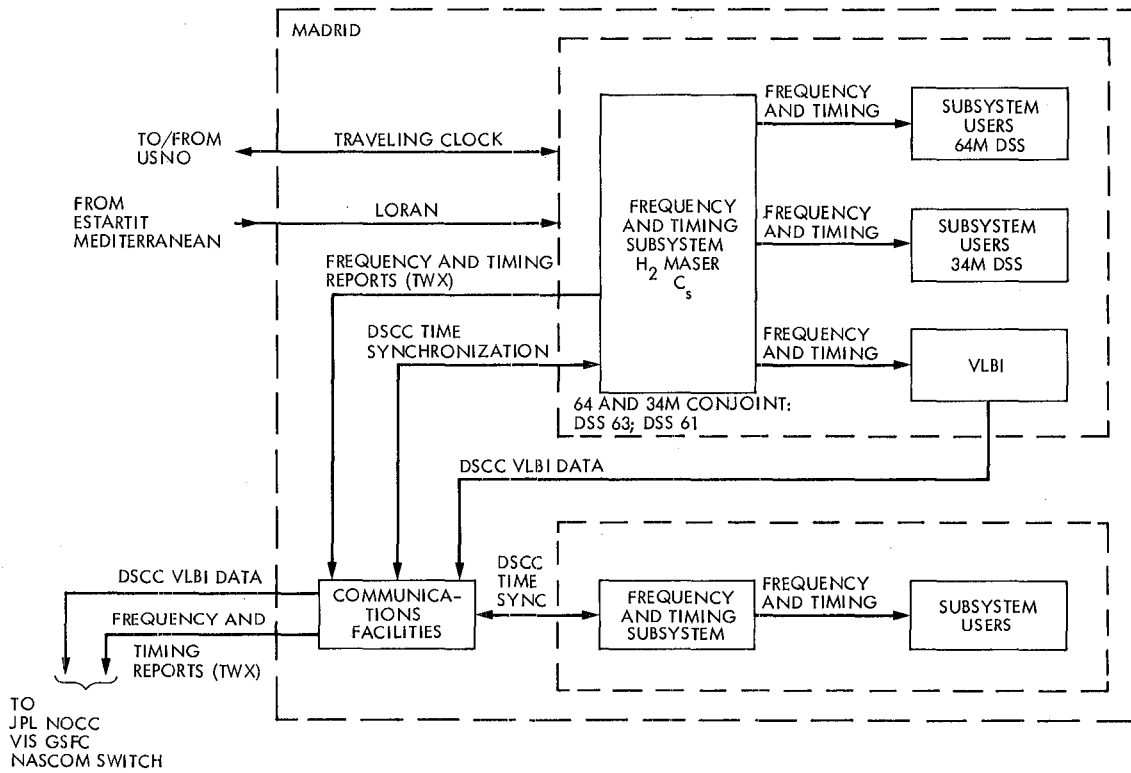 MADRID
TO/FROM
USNO
TRAVELING CLOCK
FROM
ESTARTIT
MEDITERRANEAN
LORAN
FREQUENCY AND TIMING
REPORTS (TWX)
DSCC TIME
SYNCHRONIZATION
FREQUENCY
AND TIMING
SUBSYSTEM
H2 MASER
Cs
FREQUENCY
AND TIMING
SUBSYSTEM
USERS
64M DSS
FREQUENCY
AND TIMING
SUBSYSTEM
USERS
34M DSS
FREQUENCY
AND TIMING
VLBI
64 AND 34M CONJOINT:
DSS 63; DSS 61
DSCC VLBI DATA
DSCC VLBI DATA
FREQUENCY AND
TIMING
REPORTS (TWX)
COMMUNICA-
TIONS
FACILITIES
DSCC
TIME
SYNC
FREQUENCY
AND TIMING
SUBSYSTEM
FREQUENCY
AND TIMING
SUBSYSTEM
USERS
TO
JPL NOCC
VIS GSFC
NASCOM SWITCH